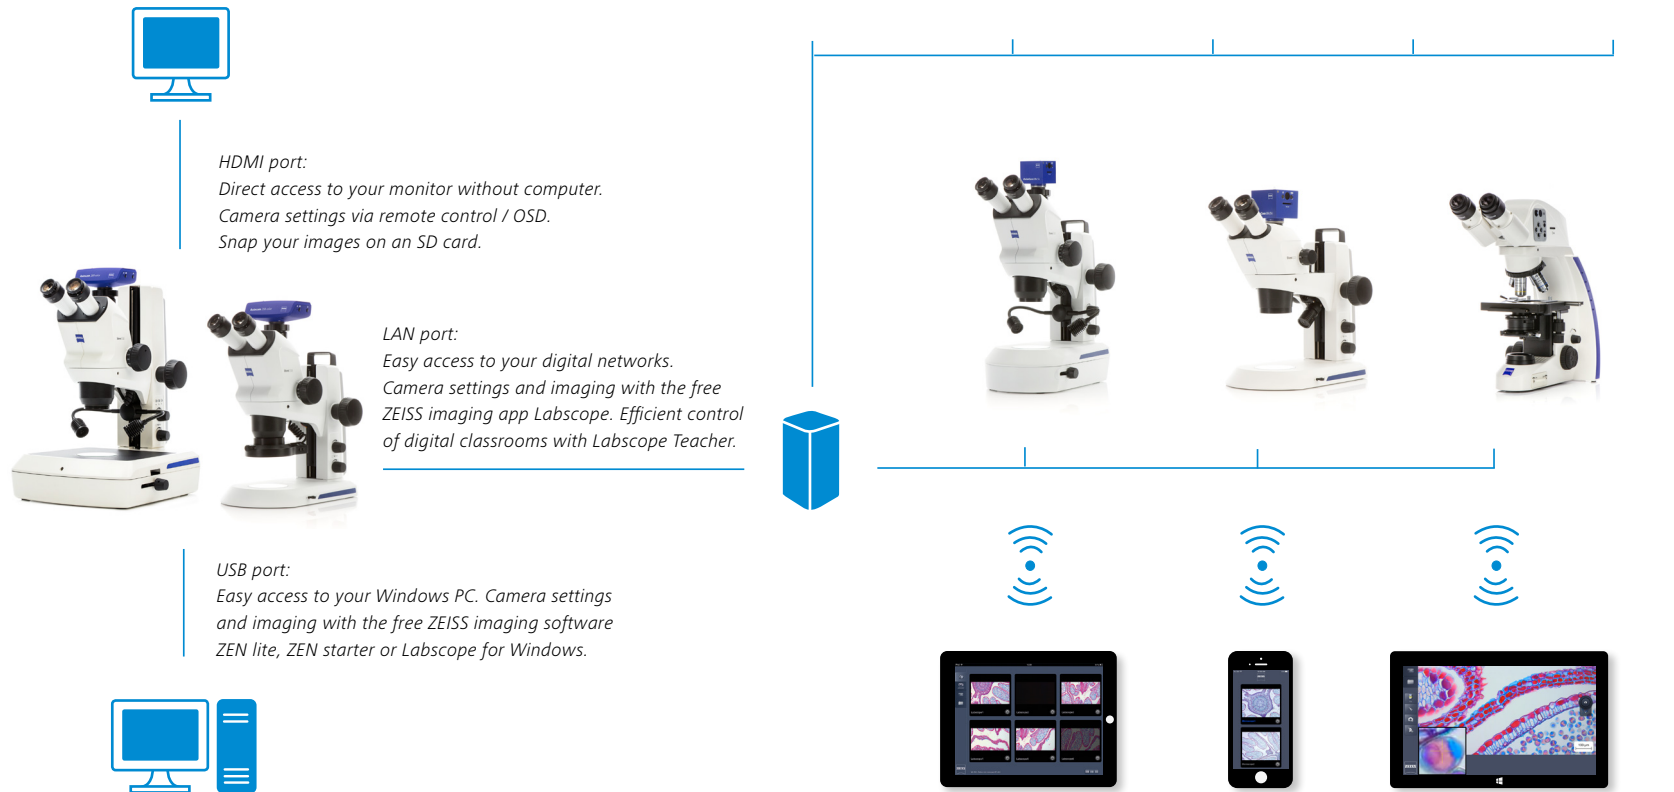 HDMI port:
Direct access to your monitor without computer.
Camera settings via remote control / OSD.
Snap your images on an SD card.
LAN port:
Easy access to your digital networks.
Camera settings and imaging with the free
ZEISS imaging app Labscope. Efficient control
of digital classrooms with Labscope Teacher.
USB port:
Easy access to your Windows PC. Camera settings
and imaging with the free ZEISS imaging software
ZEN lite, ZEN starter or Labscope for Windows.